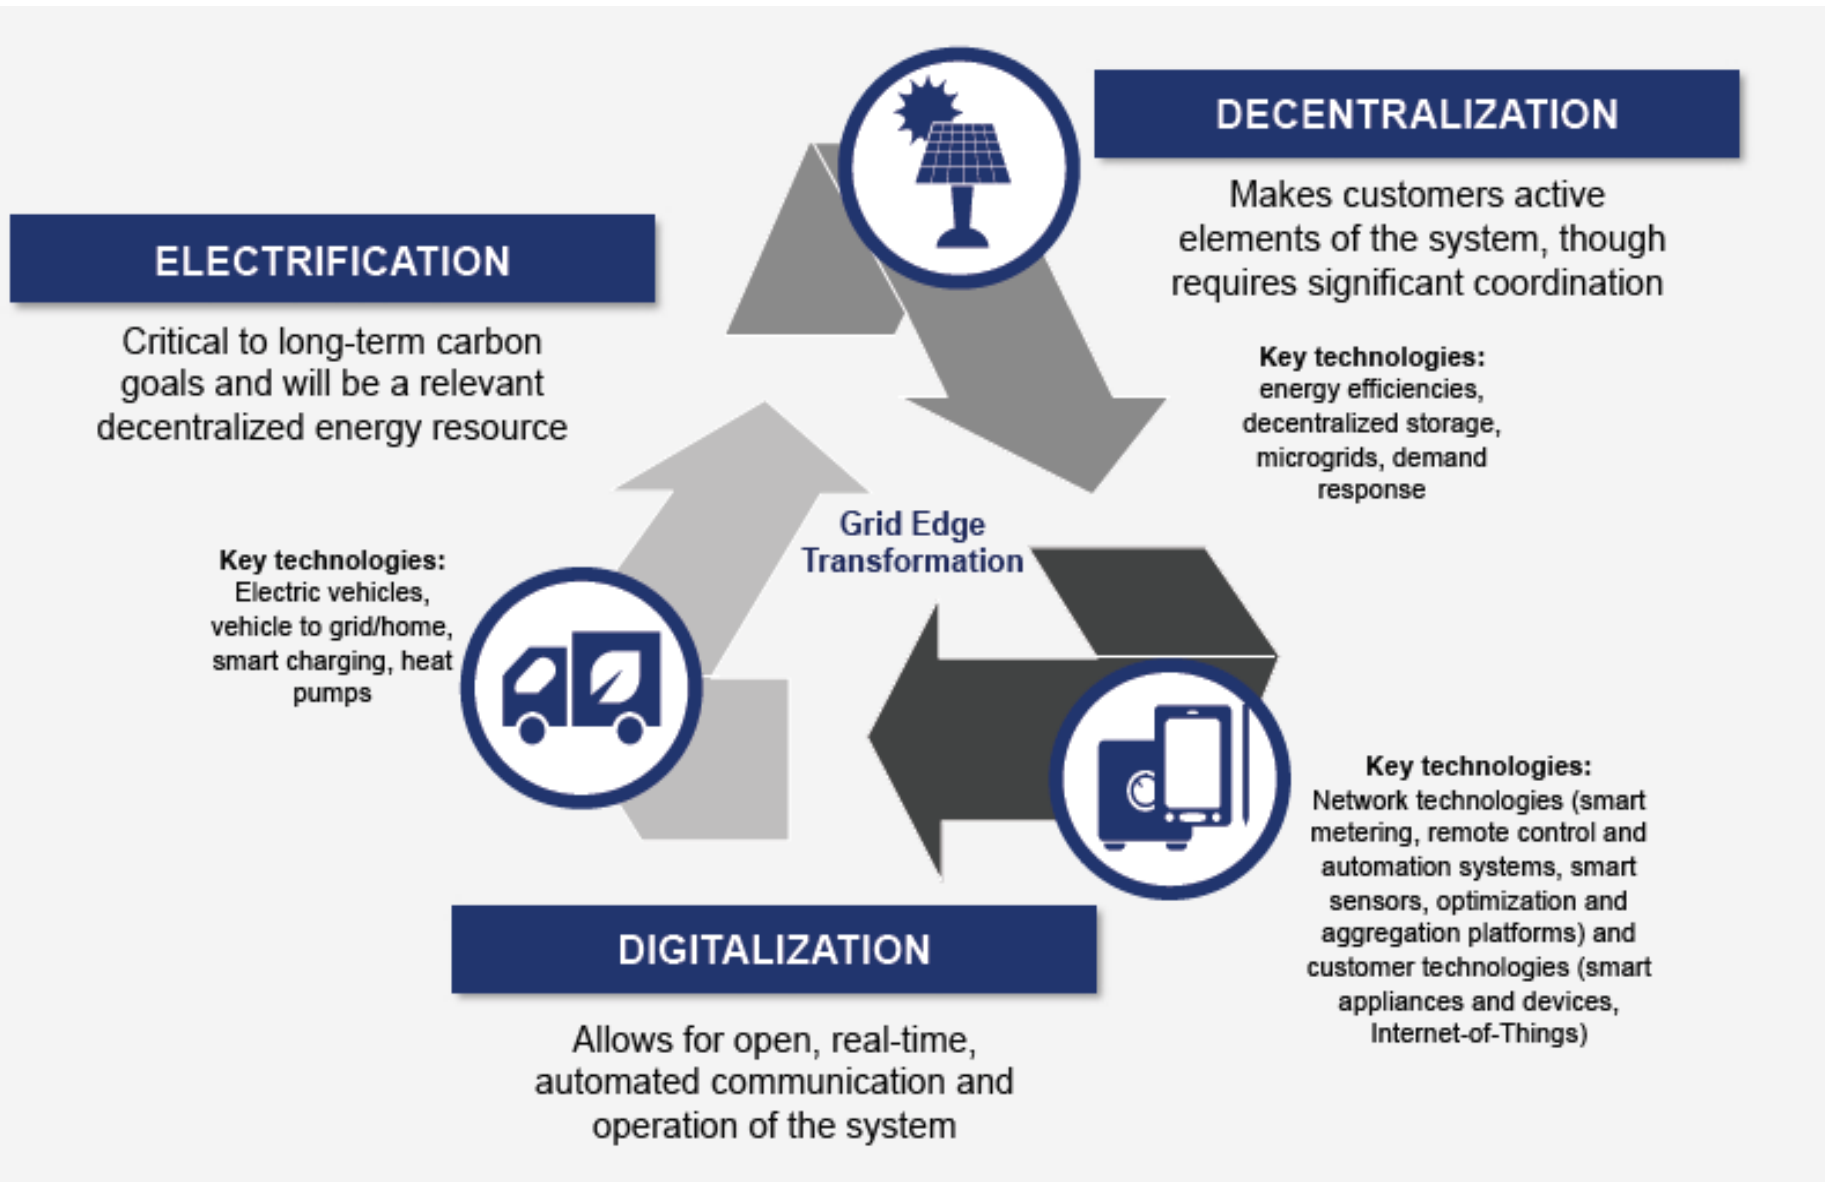 DECENTRALIZATION
Makes customers active
elements of the system, though
requires significant coordination
Key technologies:
energy efficiencies,
decentralized storage,
microgrids, demand
response
ELECTRIFICATION
Critical to long-term carbon
goals and will be a relevant
decentralized energy resource
Key technologies:
Electric vehicles,
vehicle to grid/home,
smart charging, heat
pumps
Grid Edge
Transformation
Key technologies:
Network technologies (smart
metering, remote control and
automation systems, smart
sensors, optimization and
aggregation platforms) and
customer technologies (smart
appliances and devices,
Internet-of-Things)
DIGITALIZATION
Allows for open, real-time,
automated communication and
operation of the system